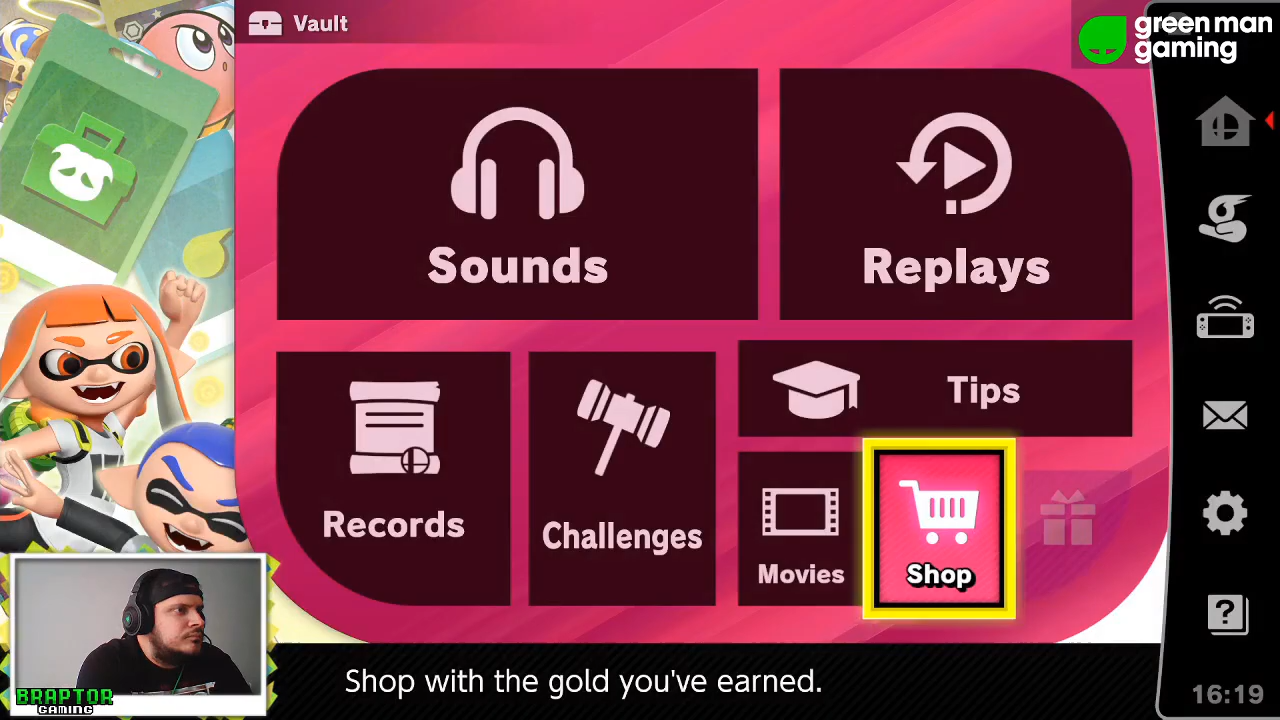 Vault
green man
gaming
Sounds
Replays
Records
Challenges
Tips
Movies
Shop
Shop with the gold you've earned.
16:19
BRAPTOR
GAMING